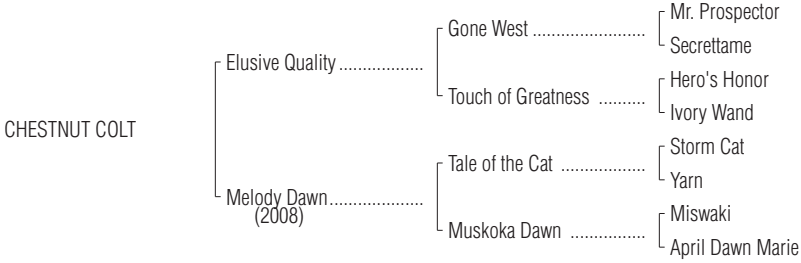 Mr. Prospector
Gone West ........................
Secrettame
Elusive Quality ..................
Hero's Honor
Touch of Greatness ..........
Ivory Wand
CHESTNUT COLT
Storm Cat
Tale of the Cat ..................
Yarn
Melody Dawn....................
(2008)
Miswaki
Muskoka Dawn ................
April Dawn Marie